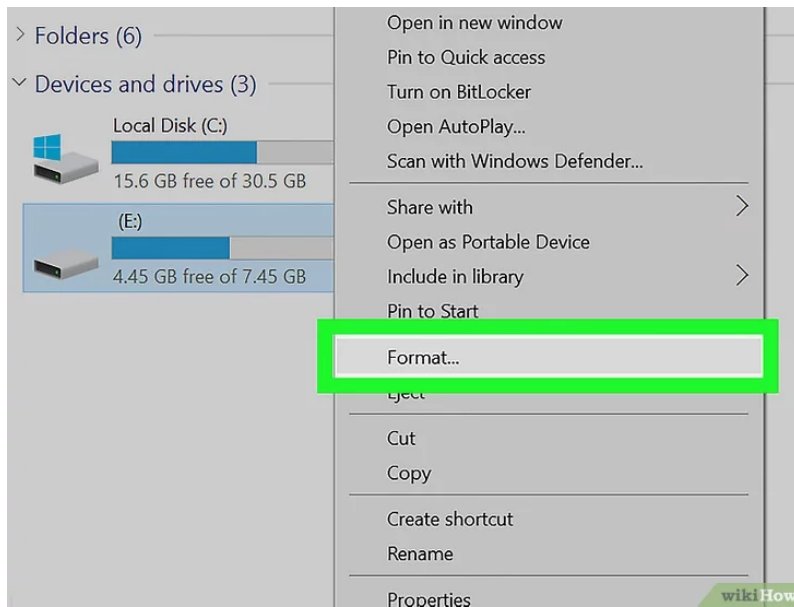 Folders (6)
Devices and drives (3)
Local Disk (C:)
15.6 GB free of 30.5 GB
(E:)
4.45 GB free of 7.45 GB
Open in new window
Pin to Quick access
Turn on BitLocker
Open AutoPlay...
Scan with Windows Defender...
Share with
Open as Portable Device
Include in library
Pin to Start
Format...
Eject
Cut
Copy
Create shortcut
Rename
Properties
wikiHow